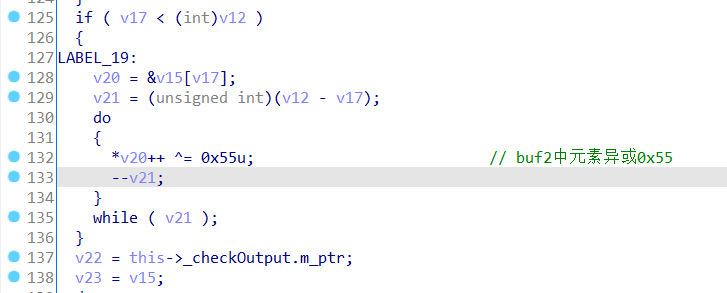 125 if ( v17 < (int)v12 )
126 {
127 LABEL_19:
128 v20 = &v15[v17];
129 v21 = (unsigned int)(v12 - v17);
130 do
131 {
132 *v20++ ^= 0x55u; // buf2中元素异或0x55
133 --v21;
134 }
135 while ( v21 );
136 }
137 v22 = this->_checkOutput.m_ptr;
138 v23 = v15;